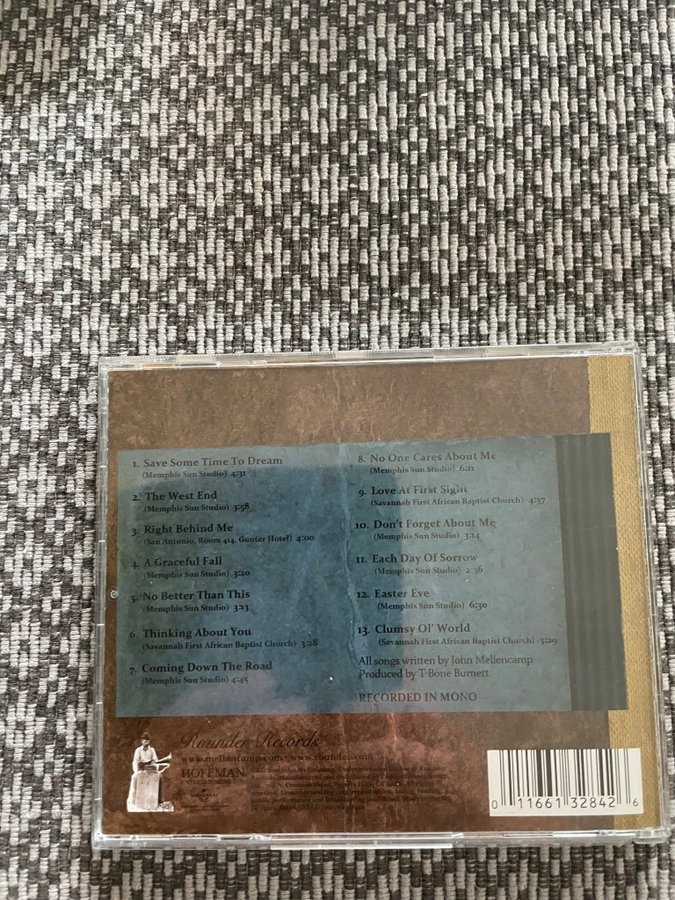 1. Save Some Time To Dream
(Memphis Sun Studio) 4:31
2. The West End
(Memphis Sun Studio) 3:58
3. Right Behind Me
(San Antonio, Room 414, Gunter Hotel) 4:00
4. A Graceful Fall
(Memphis Sun Studio) 3:20
5. No Better Than This
(Memphis Sun Studio) 3:13
6. Thinking About You
(Savannah First African Baptist Church) 3:28
7. Coming Down The Road
(Memphis Sun Studio) 4:45
8. No One Cares About Me
(Memphis Sun Studio) 6:11
9. Love At First Sight
(Savannah First African Baptist Church) 4:37
10. Don't Forget About Me
(Memphis Sun Studio) 3:14
11. Each Day Of Sorrow
(Memphis Sun Studio) 2:36
12. Easter Eve
(Memphis Sun Studio) 6:30
13. Clumsy Ol' World
(Savannah First African Baptist Church) 3:29
All songs written by John Mellencamp
Produced by T-Bone Burnett
RECORDED IN MONO
Rounder Records
www.mellencamp.com, www.rounder.com
HOFFMAN
ENTERTAINMENT
0 11661 32842 6